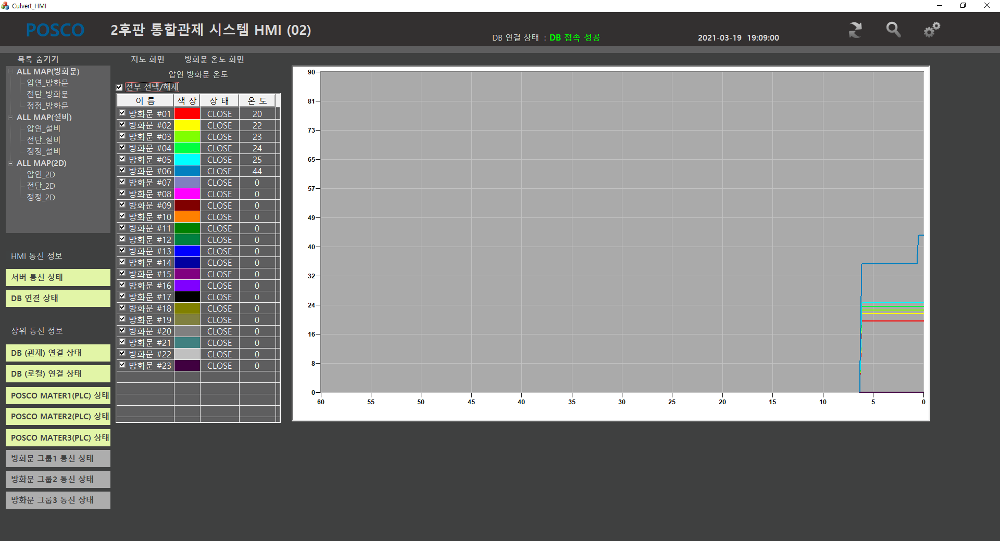 Culvert_HMI
POSCO 2후판 통합관제 시스템 HMI (02)
DB 연결 상태 : DB 접속 성공
2021-03-19 19:09:00
목록 숨기기
지도 화면
방화문 온도 화면
ALL MAP(방화문)
압연_방화문
전단_방화문
정정_방화문
ALL MAP(설비)
압연_설비
전단_설비
정정_설비
ALL MAP(2D)
압연_2D
전단_2D
정정_2D
HMI 통신 정보
서버 통신 상태
DB 연결 상태
상위 통신 정보
DB (관제) 연결 상태
DB (로컬) 연결 상태
POSCO MATER1(PLC) 상태
POSCO MATER2(PLC) 상태
POSCO MATER3(PLC) 상태
방화문 그룹1 통신 상태
방화문 그룹2 통신 상태
방화문 그룹3 통신 상태
압연 방화문 온도
전부 선택/해제
이 름 색 상 상 태 온 도
방화문 #01 CLOSE 20
방화문 #02 CLOSE 22
방화문 #03 CLOSE 23
방화문 #04 CLOSE 24
방화문 #05 CLOSE 25
방화문 #06 CLOSE 44
방화문 #07 CLOSE 0
방화문 #08 CLOSE 0
방화문 #09 CLOSE 0
방화문 #10 CLOSE 0
방화문 #11 CLOSE 0
방화문 #12 CLOSE 0
방화문 #13 CLOSE 0
방화문 #14 CLOSE 0
방화문 #15 CLOSE 0
방화문 #16 CLOSE 0
방화문 #17 CLOSE 0
방화문 #18 CLOSE 0
방화문 #19 CLOSE 0
방화문 #20 CLOSE 0
방화문 #21 CLOSE 0
방화문 #22 CLOSE 0
방화문 #23 CLOSE 0
90
81
73
65
57
49
40
32
24
16
8
0
60 55 50 45 40 35 30 25 20 15 10 5 0